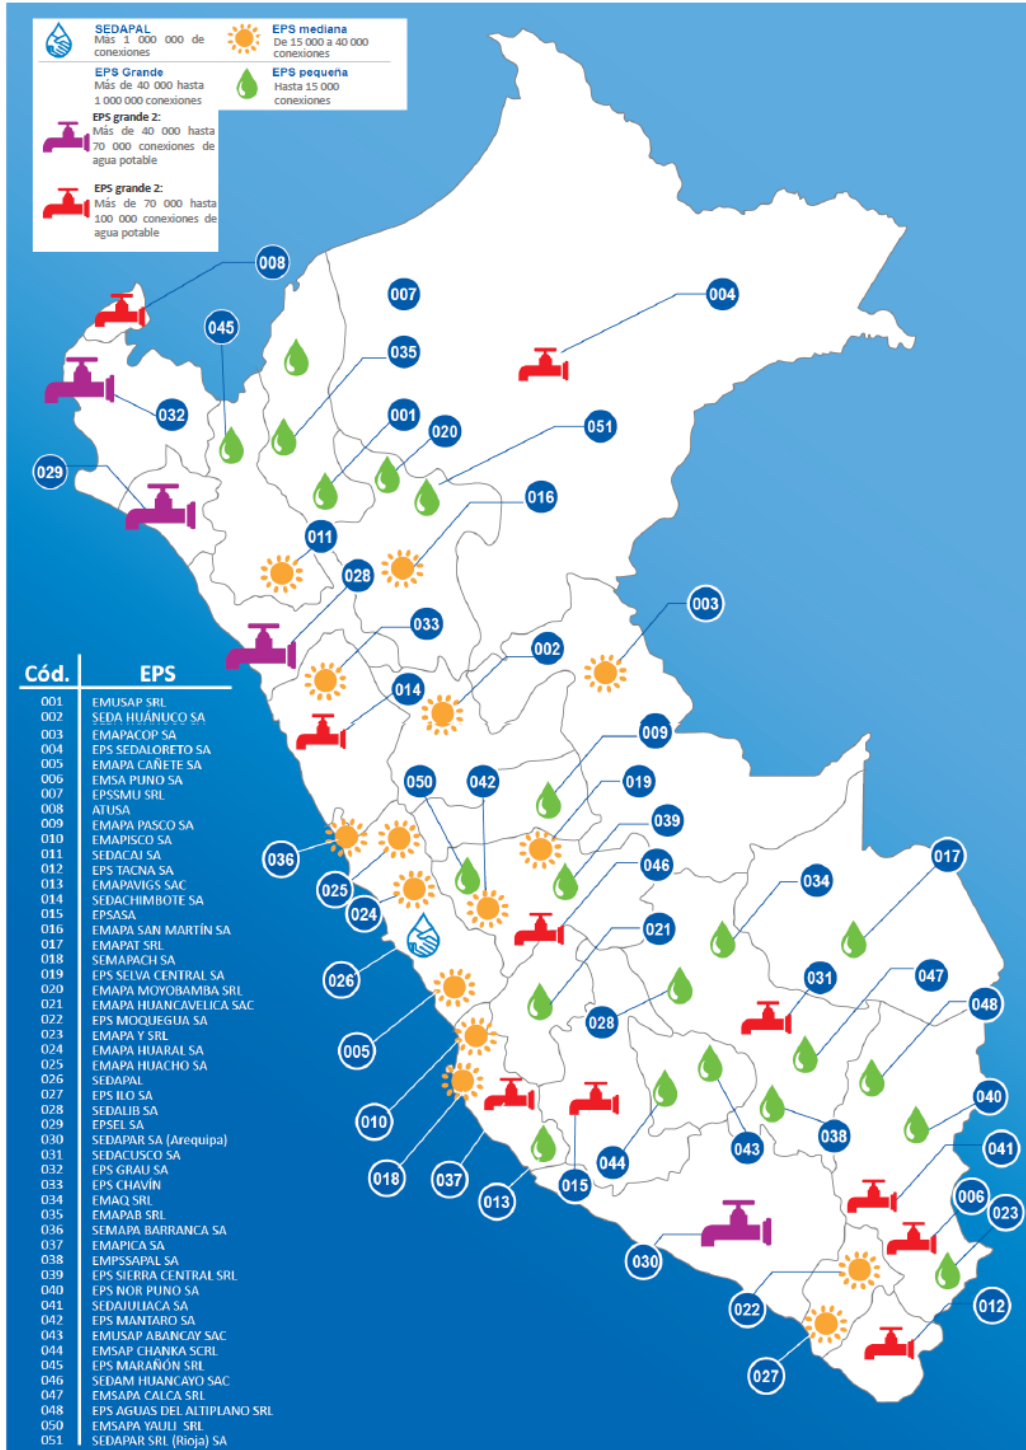 SEDAPAL
Más 1 000 000 de
conexiones
EPS mediana
De 15 000 a 40 000
conexiones
EPS Grande
Más de 40 000 hasta
1 000 000 conexiones
EPS pequeña
Hasta 15 000
conexiones
EPS grande 2:
Más de 40 000 hasta
70 000 conexiones de
agua potable
EPS grande 2:
Más de 70 000 hasta
100 000 conexiones de
agua potable
008
007
004
045
035
032
001
020
051
029
016
011
028
003
033
002
014
009
050
042
019
039
036
046
017
025
034
024
021
031
047
026
048
028
005
040
010
038
043
041
044
018
037
015
006
013
023
030
022
012
027
Cód. EPS
001 EMUSAP SRL
002 SEDA HUÁNUCO SA
003 EMAPACOP SA
004 EPS SEDALORETO SA
005 EMAPA CAÑETE SA
006 EMSA PUNO SA
007 EPSSMU SRL
008 ATUSA
009 EMAPA PASCO SA
010 EMAPISCO SA
011 SEDACAJ SA
012 EPS TACNA SA
013 EMAPAVIGS SAC
014 SEDACHIMBOTE SA
015 EPSASA
016 EMAPA SAN MARTÍN SA
017 EMAPAT SRL
018 SEMAPACH SA
019 EPS SELVA CENTRAL SA
020 EMAPA MOYOBAMBA SRL
021 EMAPA HUANCAVELICA SAC
022 EPS MOQUEGUA SA
023 EMAPA Y SRL
024 EMAPA HUARAL SA
025 EMAPA HUACHO SA
026 SEDAPAL
027 EPS ILO SA
028 SEDALIB SA
029 EPSEL SA
030 SEDAPAR SA (Arequipa)
031 SEDACUSCO SA
032 EPS GRAU SA
033 EPS CHAVÍN
034 EMAQ SRL
035 EMAPAB SRL
036 SEMAPA BARRANCA SA
037 EMAPICA SA
038 EMPSSAPAL SA
039 EPS SIERRA CENTRAL SRL
040 EPS NOR PUNO SA
041 SEDAJULIACA SA
042 EPS MANTARO SA
043 EMUSAP ABANCAY SAC
044 EMSAP CHANKA SCRL
045 EPS MARAÑÓN SRL
046 SEDAM HUANCAYO SAC
047 EMSAPA CALCA SRL
048 EPS AGUAS DEL ALTIPLANO SRL
050 EMSAPA YAULI SRL
051 SEDAPAR SRL (Rioja) SA